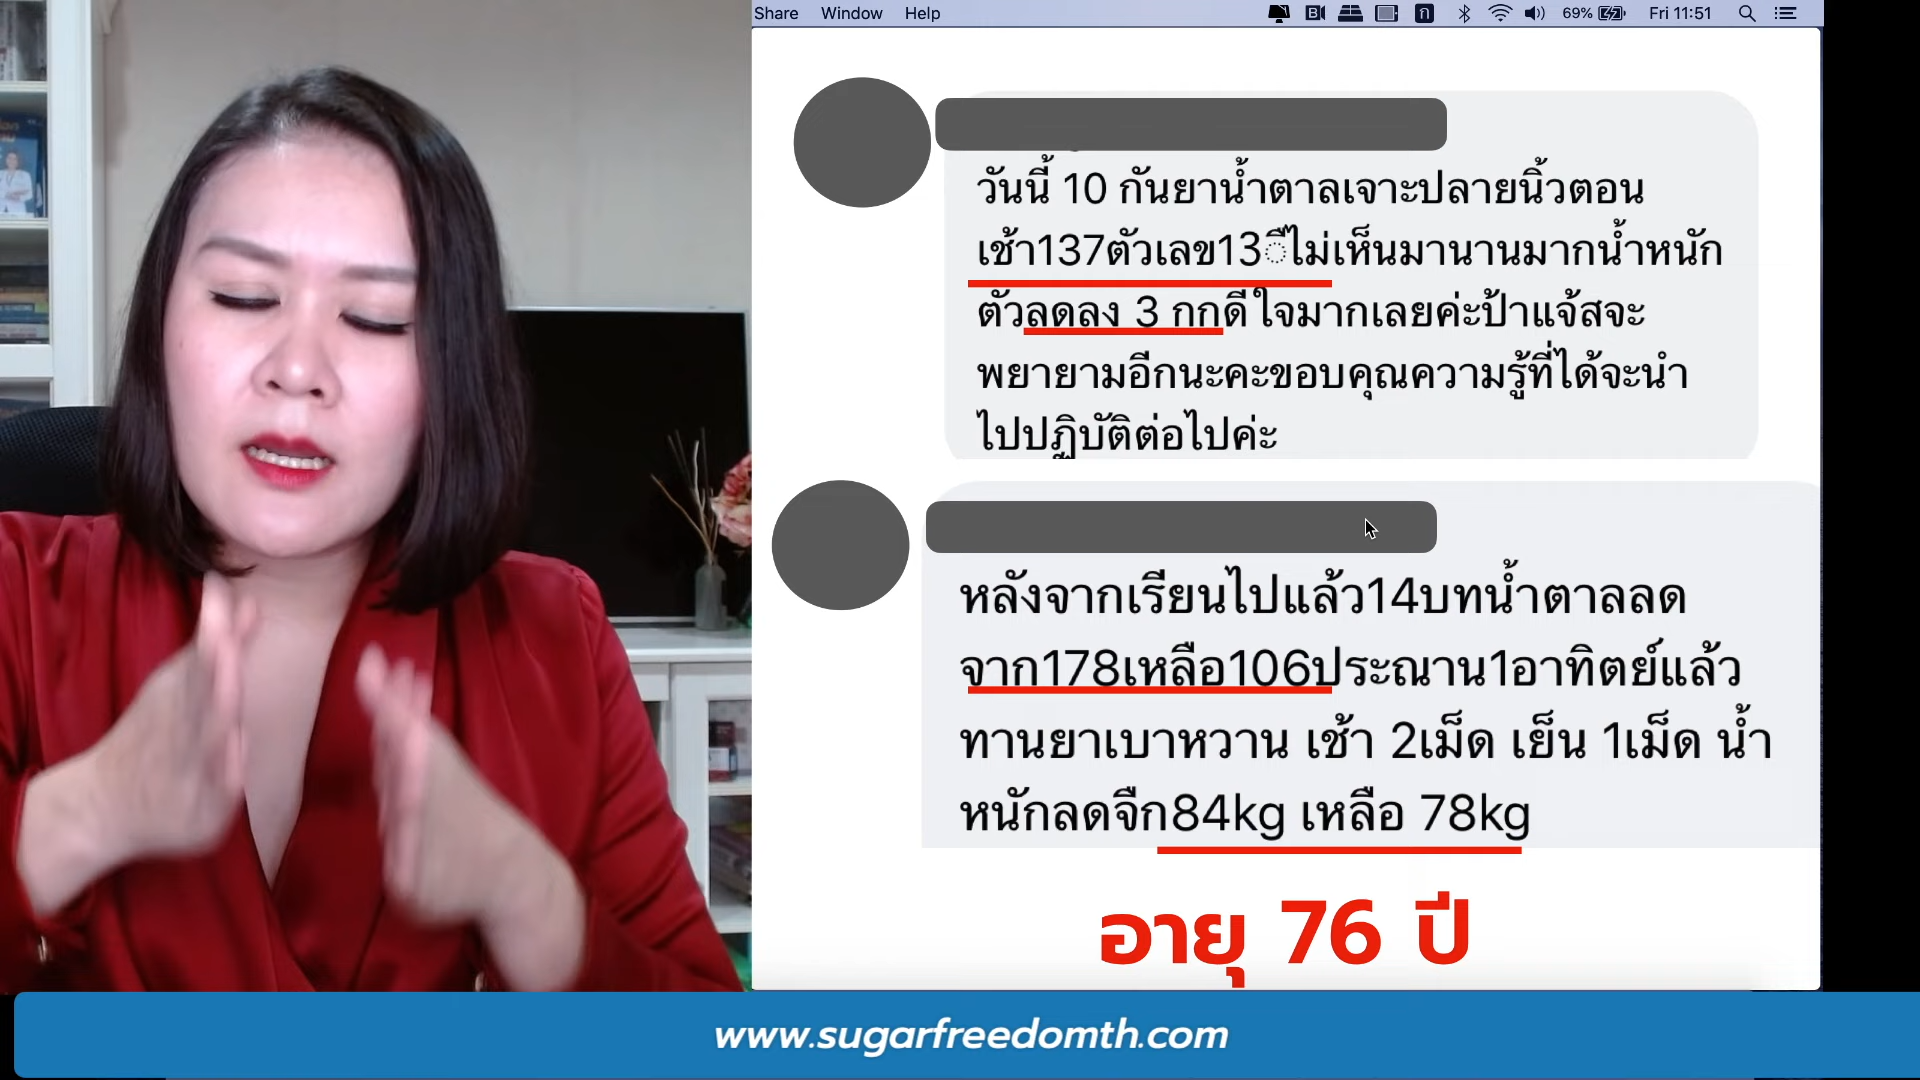 Share Window Help 69% Fri 11:51
วันนี้ 10 กันยาน้ำตาลเจาะปลายนิ้วตอน
เช้า137ตัวเลข13ืไม่เห็นมานานมากน้ำหนัก
ตัวลดลง 3 กกดีใจมากเลยค่ะป้าแจ้สจะ
พยายามอีกนะคะขอบคุณความรู้ที่ได้จะนำ
ไปปฏิบัติต่อไปค่ะ
หลังจากเรียนไปแล้ว14บทน้ำตาลลด
จาก178เหลือ106ประณาน1อาทิตย์แล้ว
ทานยาเบาหวาน เช้า 2เม็ด เย็น 1เม็ด น้ำ
หนักลดจืก84kg เหลือ 78kg
อายุ 76 ปี
www.sugarfreedomth.com